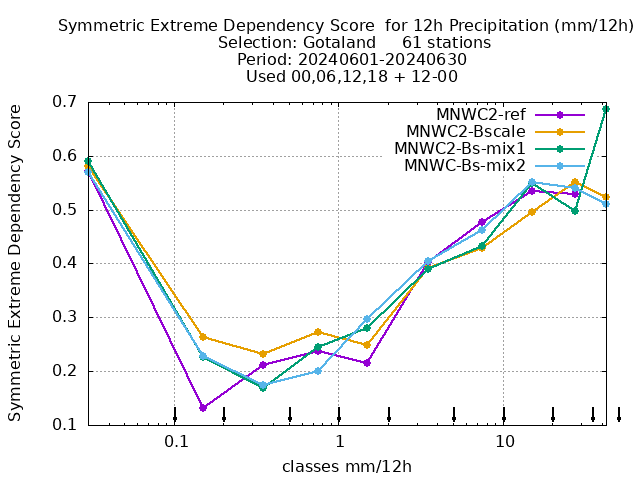 Symmetric Extreme Dependency Score  for 12h Precipitation (mm/12h)
Selection: Gotaland     61 stations
Period: 20240601-20240630
Used 00,06,12,18 + 12-00
Symmetric Extreme Dependency Score
0.7
0.6
0.5
0.4
0.3
0.2
0.1
MNWC2-ref
MNWC2-Bscale
MNWC2-Bs-mix1
MNWC-Bs-mix2
0.1 1 10
classes mm/12h